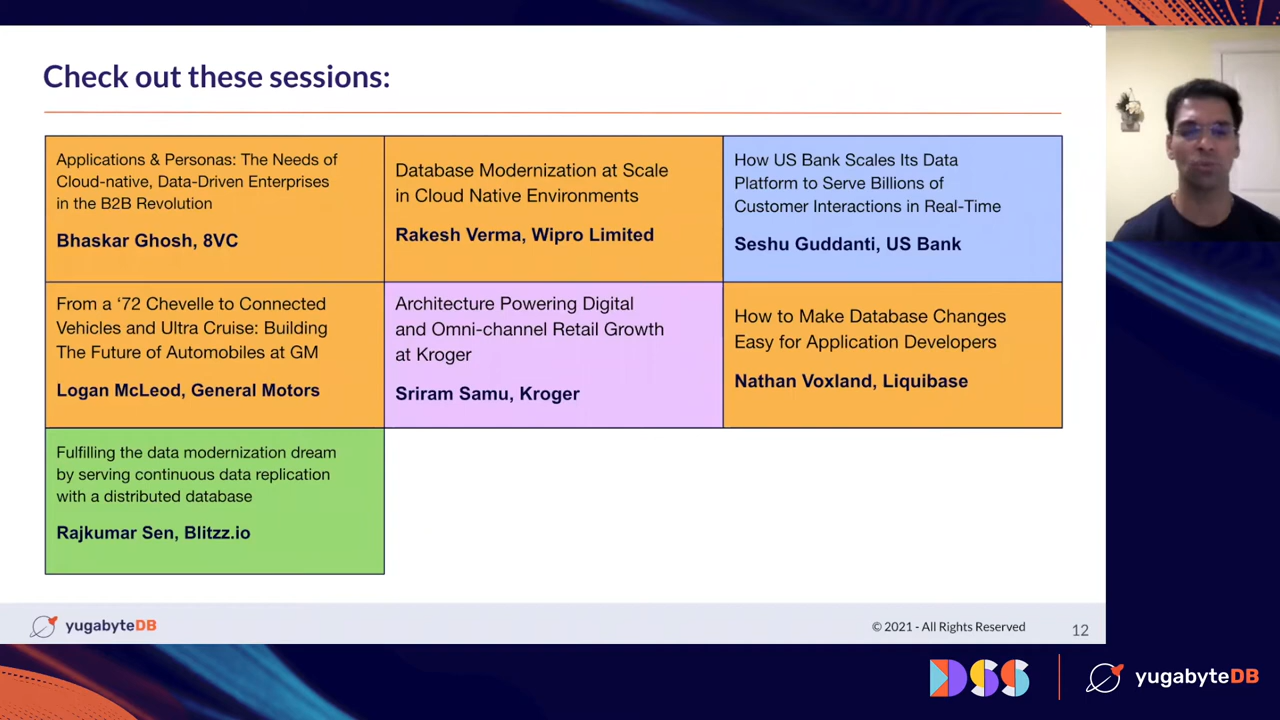 Check out these sessions:
Applications & Personas: The Needs of
Cloud-native, Data-Driven Enterprises
in the B2B Revolution
Bhaskar Ghosh, 8VC
Database Modernization at Scale
in Cloud Native Environments
Rakesh Verma, Wipro Limited
How US Bank Scales Its Data
Platform to Serve Billions of
Customer Interactions in Real-Time
Seshu Guddanti, US Bank
From a ‘72 Chevelle to Connected
Vehicles and Ultra Cruise: Building
The Future of Automobiles at GM
Logan McLeod, General Motors
Architecture Powering Digital
and Omni-channel Retail Growth
at Kroger
Sriram Samu, Kroger
How to Make Database Changes
Easy for Application Developers
Nathan Voxland, Liquibase
Fulfilling the data modernization dream
by serving continuous data replication
with a distributed database
Rajkumar Sen, Blitzz.io
yugabyteDB
© 2021 - All Rights Reserved
12
DSS
yugabyteDB